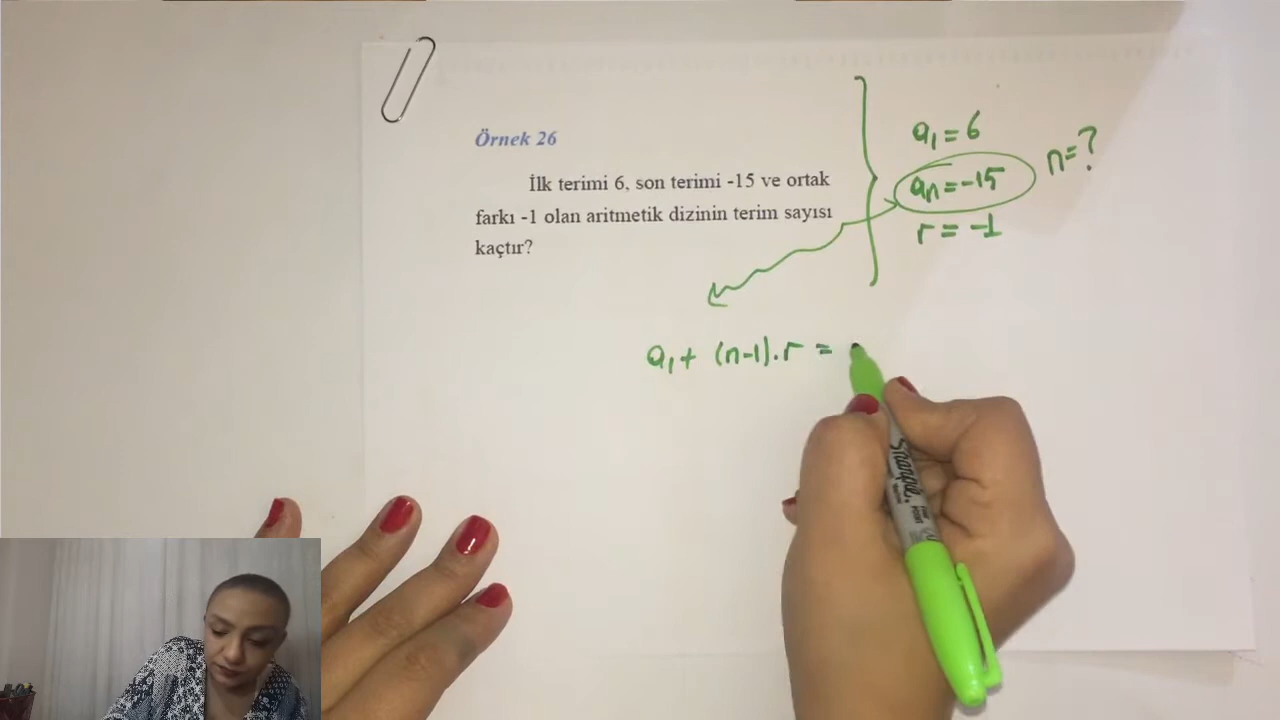 Örnek 26
İlk terimi 6, son terimi -15 ve ortak
farkı -1 olan aritmetik dizinin terim sayısı
kaçtır?
a₁ = 6
aₙ = -15
n = ?
r = -1
a₁ + (n-1).r =
Sharpie